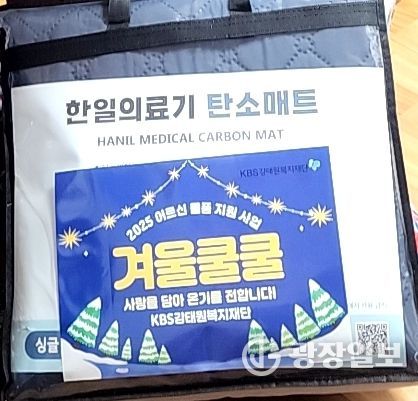 한일의료기 탄소매트
HANIL MEDICAL CARBON MAT
KBS강태원복지재단
2025 어르신 물품 지원 사업
겨울쿨쿨
사랑을 담아 온기를 전합니다!
KBS강태원복지재단
싱글
광장일보